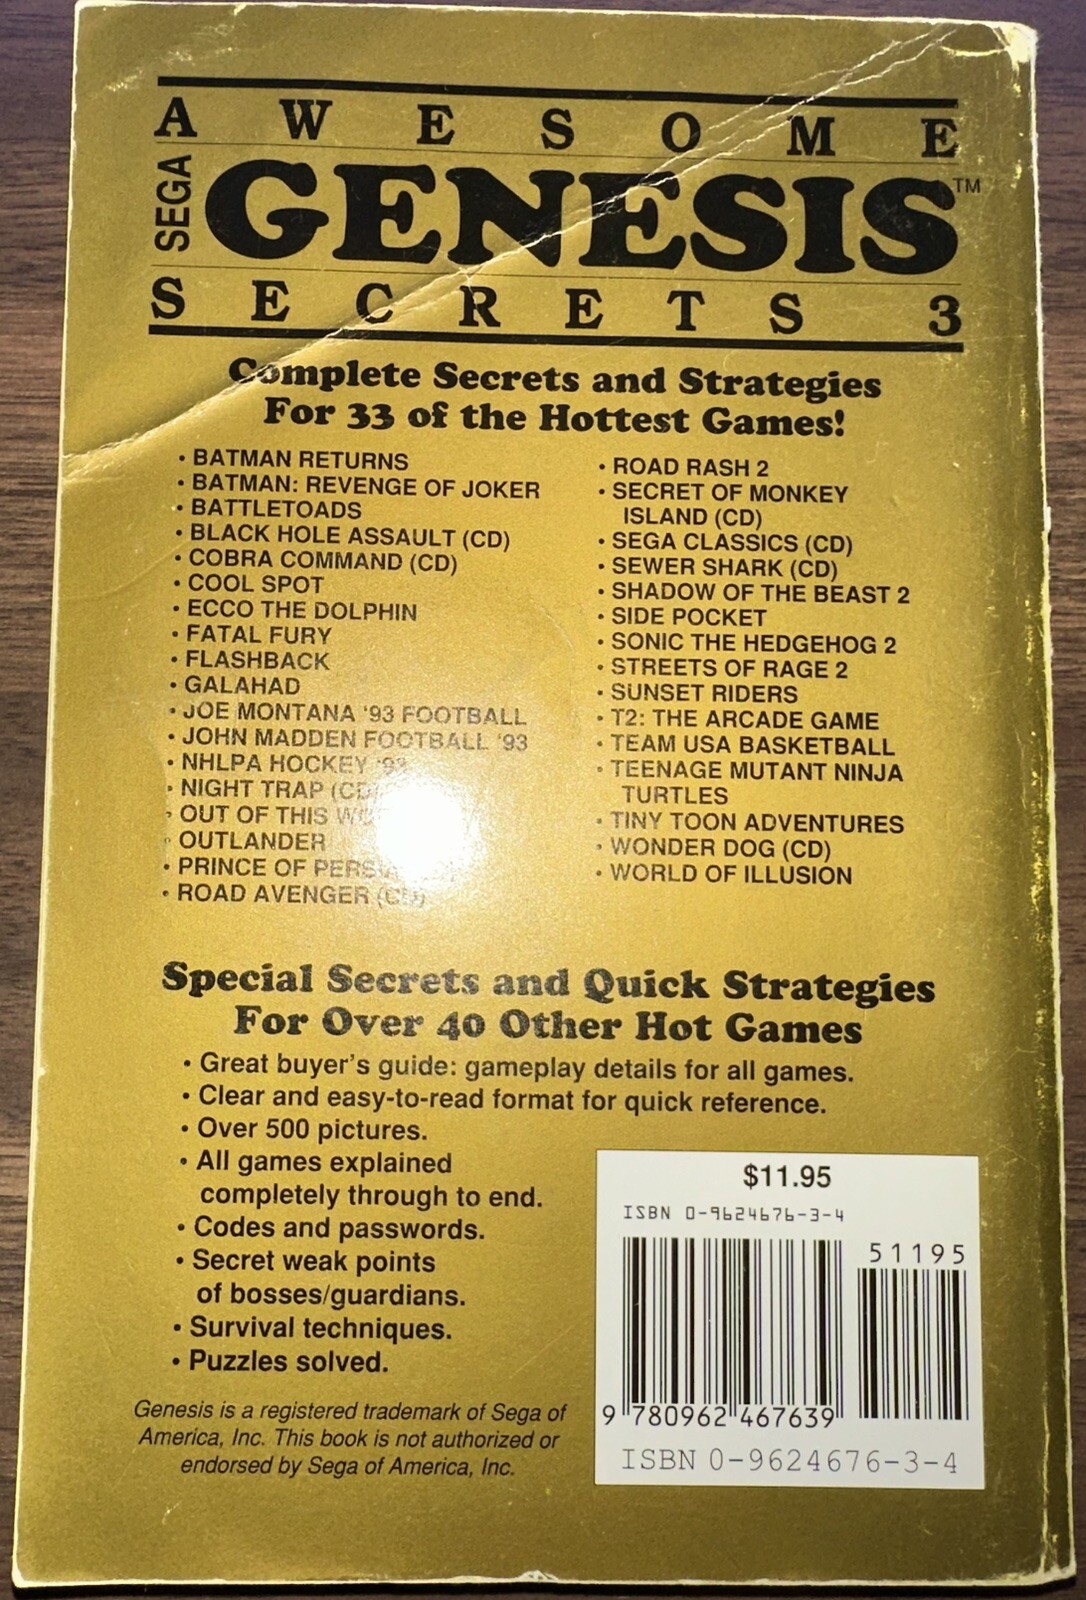 AWESOME
SEGA GENESIS™
SECRETS 3
Complete Secrets and Strategies
For 33 of the Hottest Games!
• BATMAN RETURNS
• BATMAN: REVENGE OF JOKER
• BATTLETOADS
• BLACK HOLE ASSAULT (CD)
• COBRA COMMAND (CD)
• COOL SPOT
• ECCO THE DOLPHIN
• FATAL FURY
• FLASHBACK
• GALAHAD
• JOE MONTANA '93 FOOTBALL
• JOHN MADDEN FOOTBALL '93
• NHLPA HOCKEY '93
• NIGHT TRAP (CD)
• OUT OF THIS
• OUTLANDER
• PRINCE OF PERSIA
• ROAD AVENGER (CD)
• ROAD RASH 2
• SECRET OF MONKEY
ISLAND (CD)
• SEGA CLASSICS (CD)
• SEWER SHARK (CD)
• SHADOW OF THE BEAST 2
• SIDE POCKET
• SONIC THE HEDGEHOG 2
• STREETS OF RAGE 2
• SUNSET RIDERS
• T2: THE ARCADE GAME
• TEAM USA BASKETBALL
• TEENAGE MUTANT NINJA
TURTLES
• TINY TOON ADVENTURES
• WONDER DOG (CD)
• WORLD OF ILLUSION
Special Secrets and Quick Strategies
For Over 40 Other Hot Games
• Great buyer's guide: gameplay details for all games.
• Clear and easy-to-read format for quick reference.
• Over 500 pictures.
• All games explained
completely through to end.
• Codes and passwords.
• Secret weak points
of bosses/guardians.
• Survival techniques.
• Puzzles solved.
Genesis is a registered trademark of Sega of
America, Inc. This book is not authorized or
endorsed by Sega of America, Inc.
$11.95
ISBN 0-9624676-3-4
51195
9 780962 467639
ISBN 0-9624676-3-4